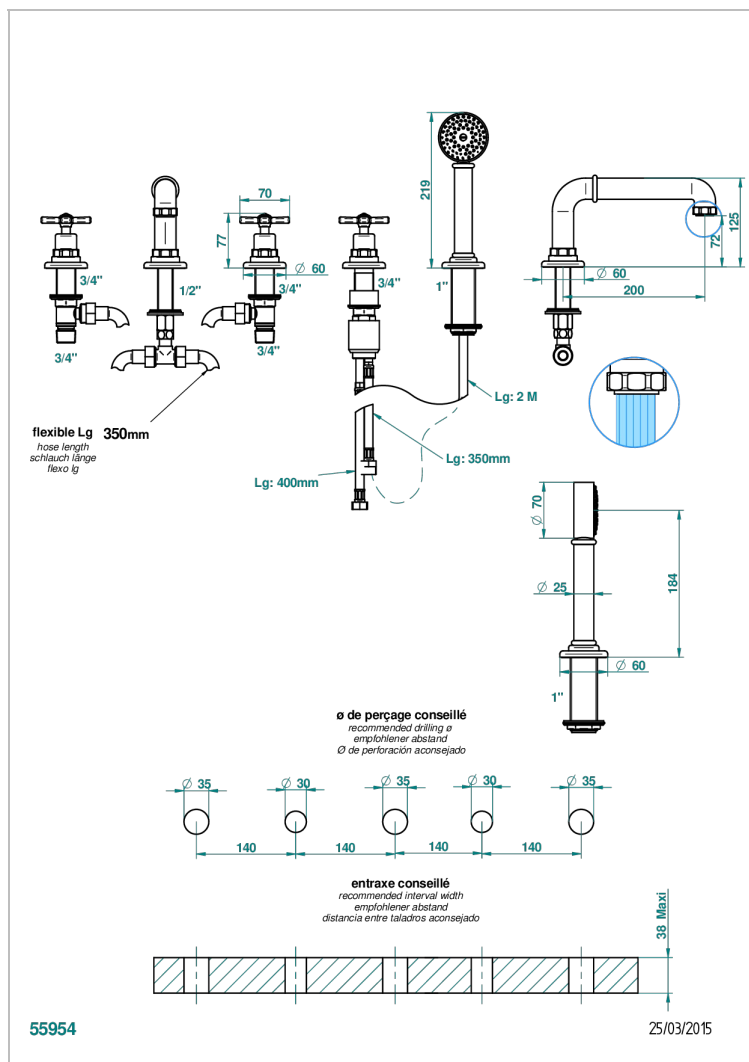 219
70
77
Ø 60
3/4"
1/2"
3/4"
3/4"
1"
3/4"
3/4"
125
72
Ø 60
200
Lg: 2 M
flexible Lg 350mm
hose length
schlauch länge
flexo lg
Lg: 350mm
Lg: 400mm
Ø 70
184
Ø 25
Ø 60
1"
ø de perçage conseillé
recommended drilling ø
empfohlener abstand
Ø de perforación aconsejado
Ø 35 Ø 30 Ø 35 Ø 30 Ø 35
140 140 140 140
entraxe conseillé
recommended interval width
empfohlener abstand
distancia entre taladros aconsejado
38 Maxi
55954
25/03/2015